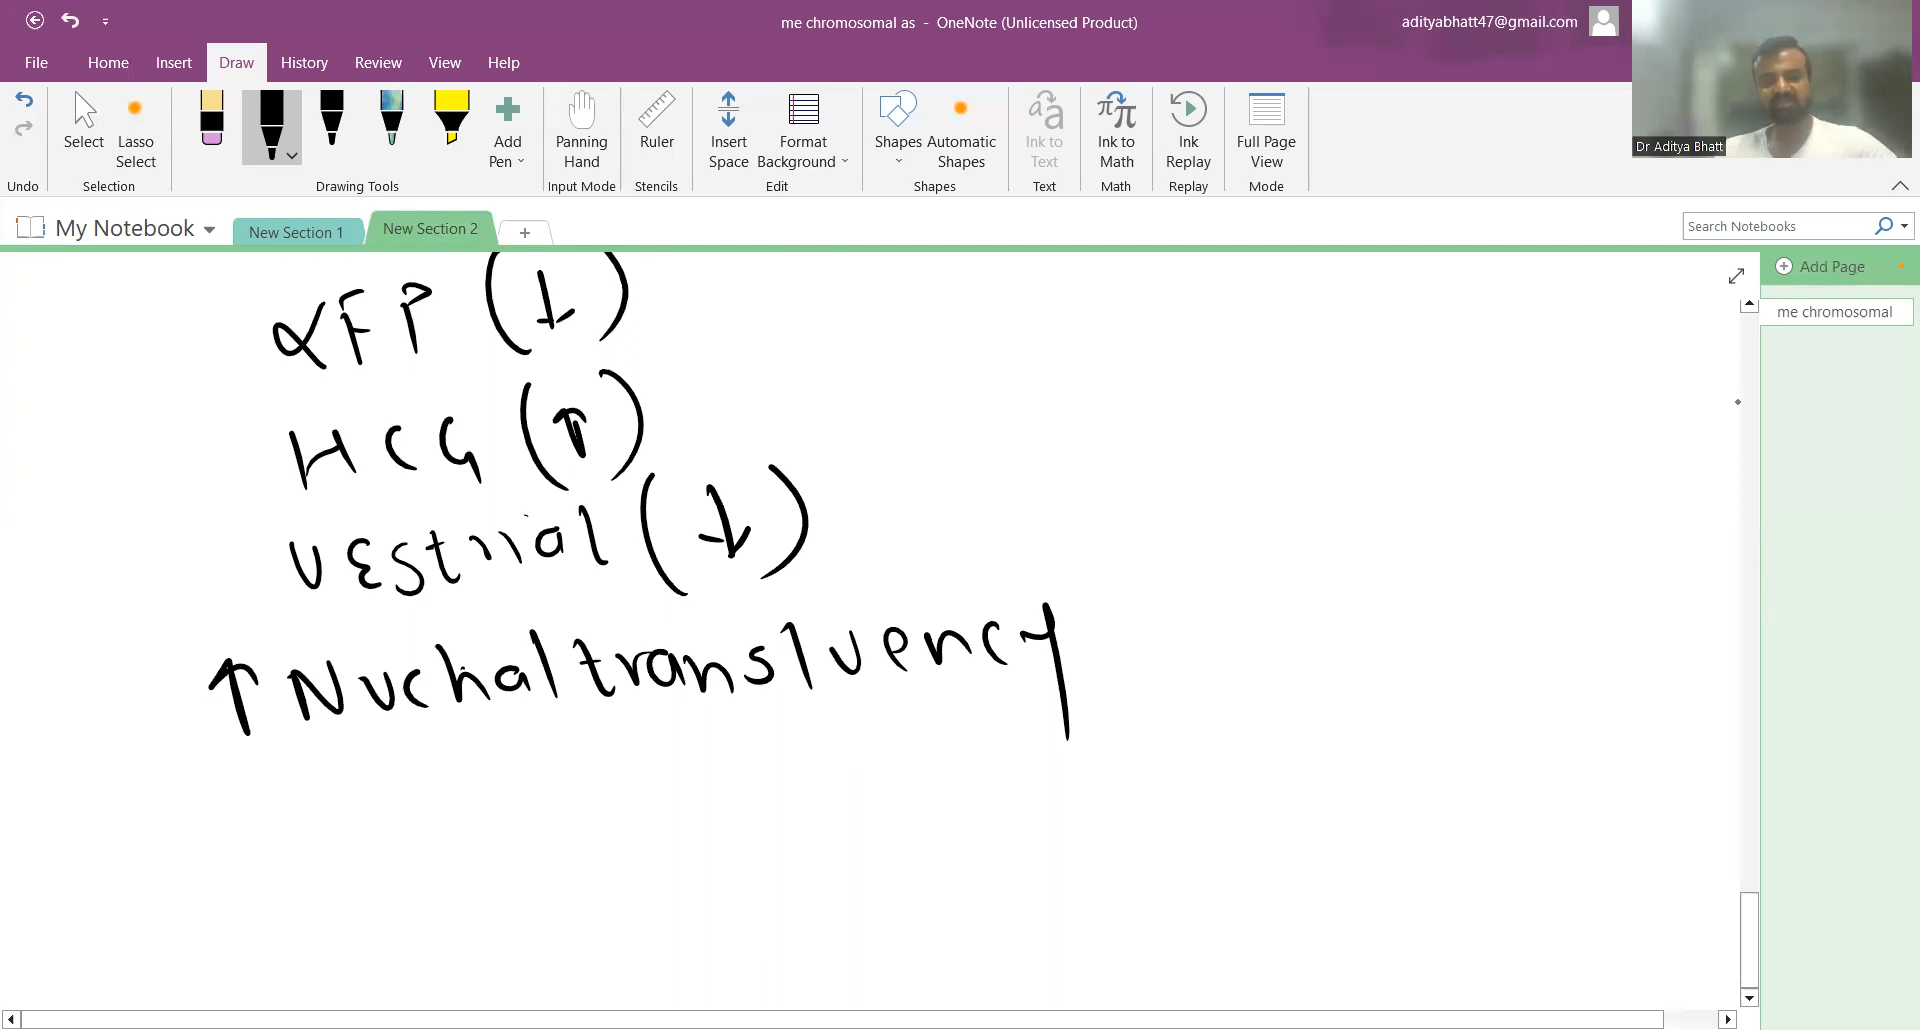 me chromosomal as - OneNote (Unlicensed Product)
adityabhatt47@gmail.com
File Home Insert Draw History Review View Help
Select
Lasso Select
Add Pen
Panning Hand
Ruler
Insert Space
Format Background
Shapes
Automatic Shapes
Ink to Text
Ink to Math
Ink Replay
Full Page View
Undo Selection Drawing Tools Input Mode Stencils Edit Shapes Text Math Replay Mode
Dr Aditya Bhatt
My Notebook New Section 1 New Section 2 +
Search Notebooks
Add Page
me chromosomal
αFP (↓)
HCG (↑)
UEstrial (↓)
↑ Nuchal transluency